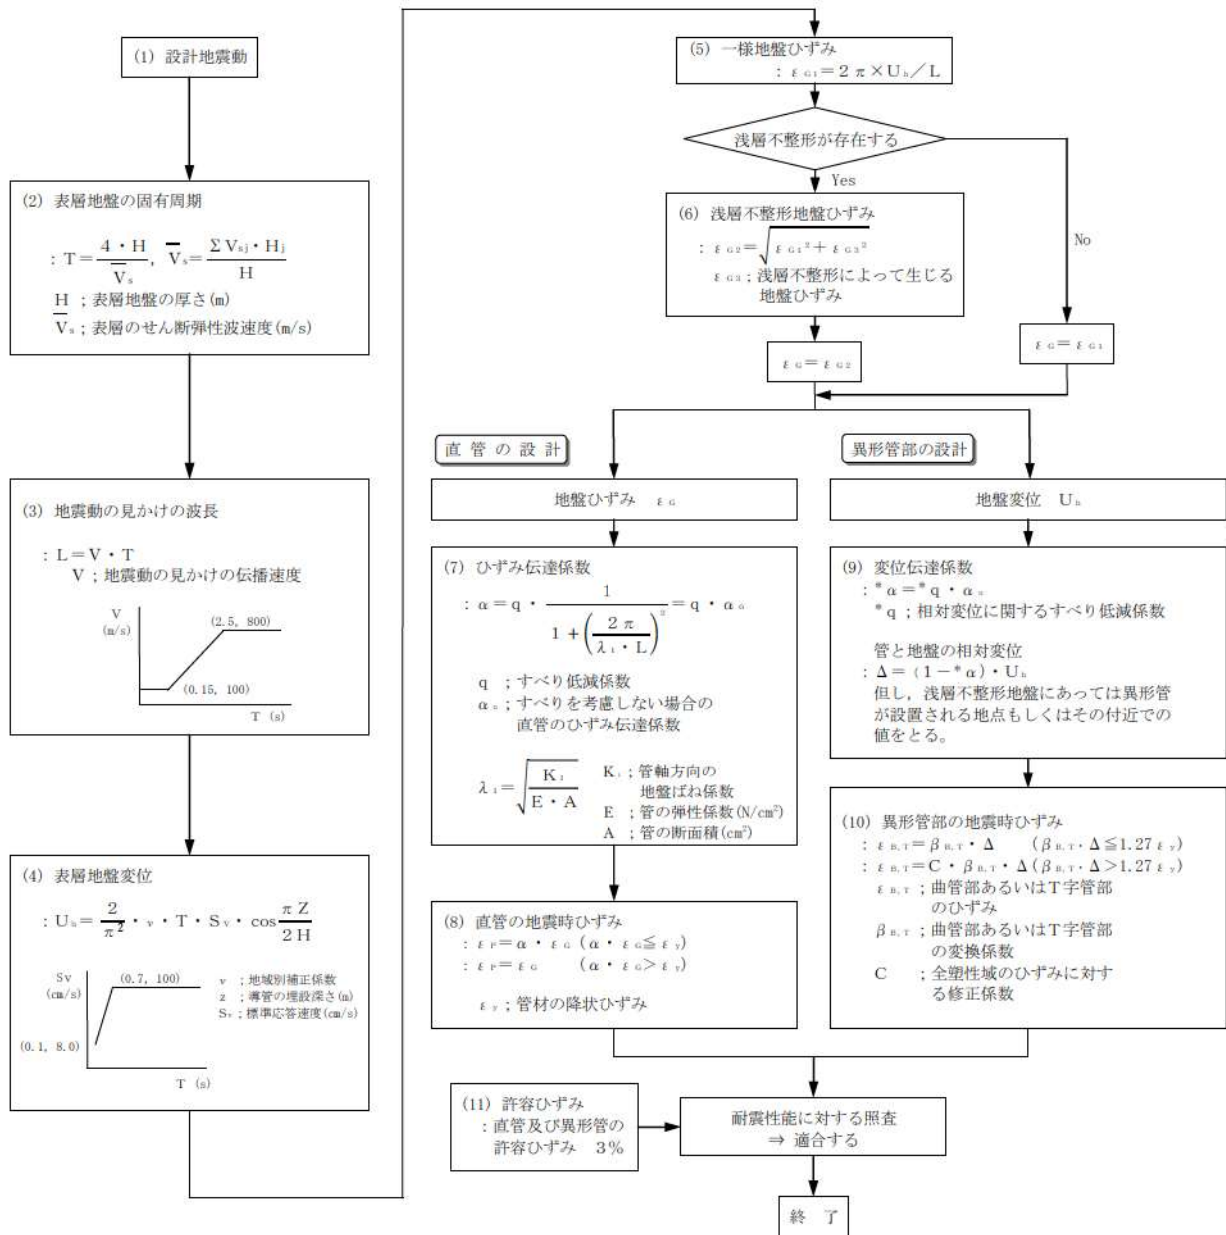 (1) 設計地震動
(2) 表層地盤の固有周期
: T=4・H/V̅s, V̅s=ΣVsj・Hj/H
H ; 表層地盤の厚さ(m)
V̅s ; 表層のせん断弾性波速度(m/s)
(3) 地震動の見かけの波長
: L=V・T
V ; 地震動の見かけの伝播速度
V
(m/s)
(2.5, 800)
(0.15, 100)
T (s)
(4) 表層地盤変位
: Uh=2/π²・ν・T・Sv・cos πZ/2H
Sv
(cm/s)
(0.7, 100)
(0.1, 8.0)
T (s)
ν ; 地域別補正係数
z ; 導管の埋設深さ(m)
Sv ; 標準応答速度(cm/s)
(5) 一様地盤ひずみ
: εG1=2π×Uh/L
浅層不整形が存在する
Yes
No
(6) 浅層不整形地盤ひずみ
: εG2=√εG1²+εG3²
εG3 ; 浅層不整形によって生じる
地盤ひずみ
εG=εG2
εG=εG1
直管の設計
地盤ひずみ εG
(7) ひずみ伝達係数
: α=q・1/1+(2π/λ1・L)²=q・αG
q ; すべり低減係数
αo ; すべりを考慮しない場合の
直管のひずみ伝達係数
λ1=√K1/E・A
K1 ; 管軸方向の
地盤ばね係数
E ; 管の弾性係数(N/cm²)
A ; 管の断面積(cm²)
(8) 直管の地震時ひずみ
: εP=α・εG (α・εG≦εy)
: εP=εG (α・εG>εy)
εy ; 管材の降状ひずみ
異形管部の設計
地盤変位 Uh
(9) 変位伝達係数
: *α=*q・αo
*q ; 相対変位に関するすべり低減係数
管と地盤の相対変位
: Δ=(1-*α)・Uh
但し, 浅層不整形地盤にあっては異形管
が設置される地点もしくはその付近での
値をとる。
(10) 異形管部の地震時ひずみ
: εB,T=βB,T・Δ (βB,T・Δ≦1.27εy)
: εB,T=C・βB,T・Δ(βB,T・Δ>1.27εy)
εB,T ; 曲管部あるいはT字管部
のひずみ
βB,T ; 曲管部あるいはT字管部
の変換係数
C ; 全塑性域のひずみに対す
る修正係数
(11) 許容ひずみ
: 直管及び異形管の
許容ひずみ 3%
耐震性能に対する照査
⇒ 適合する
終 了